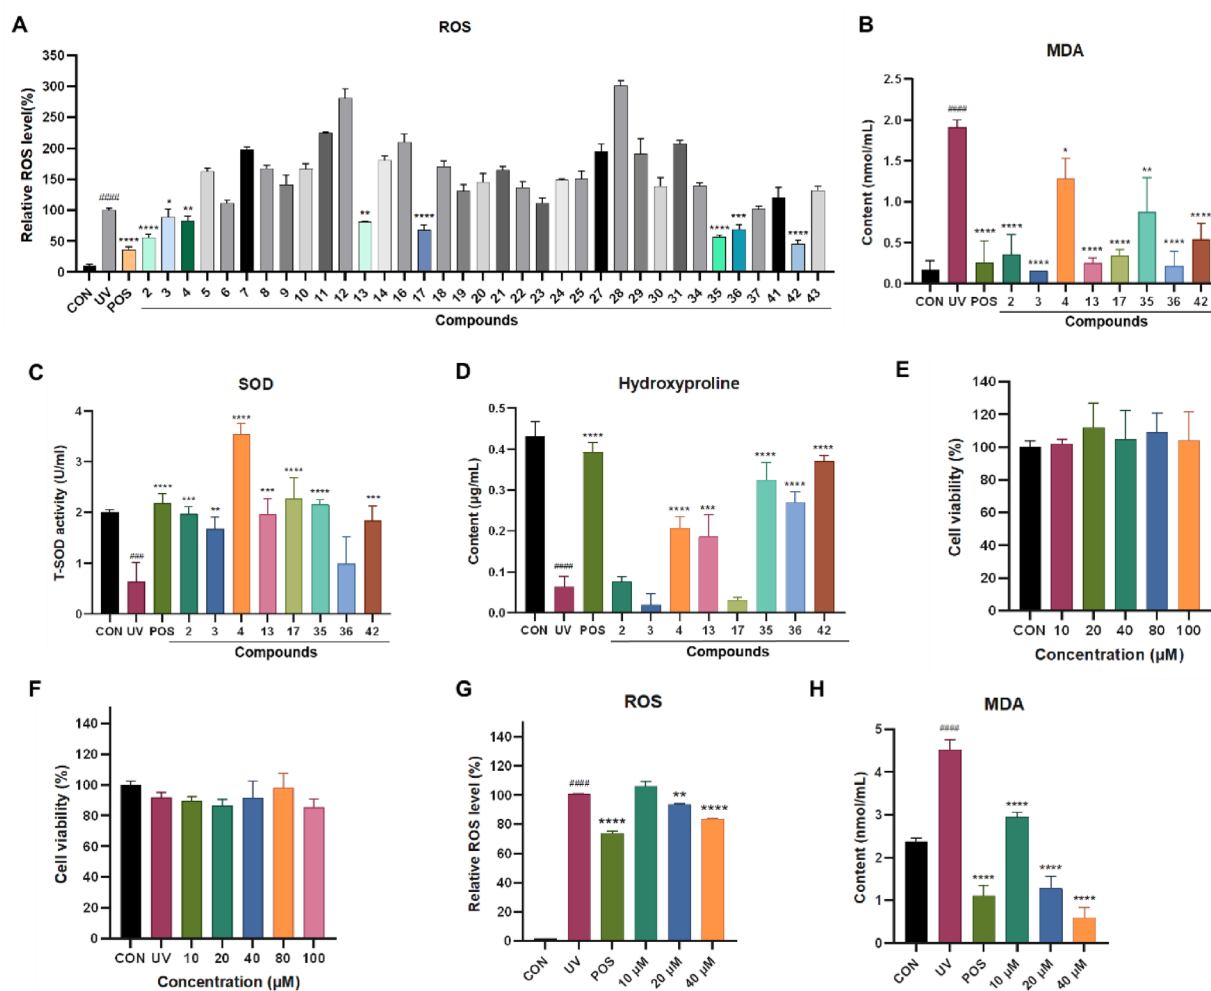 A
ROS
Relative ROS level(%)
350
300
250
200
150
100
50
0
####
****
****
*
**
**
****
****
***
****
CON UV POS 2 3 4 5 6 7 8 9 10 11 12 13 14 16 17 18 19 20 21 22 23 24 25 27 28 29 30 31 34 35 36 37 41 42 43
Compounds
B
MDA
Content (nmol/mL)
2.5
2.0
1.5
1.0
0.5
0.0
####
****
****
****
*
****
****
**
****
****
CON UV POS 2 3 4 13 17 35 36 42
Compounds
C
SOD
T-SOD activity (U/ml)
4
3
2
1
0
###
****
***
**
****
***
****
****
***
CON UV POS 2 3 4 13 17 35 36 42
Compounds
D
Hydroxyproline
Content (μg/mL)
0.5
0.4
0.3
0.2
0.1
0.0
####
****
****
***
****
****
****
CON UV POS 2 3 4 13 17 35 36 42
Compounds
E
Cell viability (%)
140
120
100
80
60
40
20
0
CON 10 20 40 80 100
Concentration (μM)
F
Cell viability (%)
140
120
100
80
60
40
20
0
CON UV 10 20 40 80 100
Concentration (μM)
G
ROS
Relative ROS level (%)
140
120
100
80
60
40
20
0
####
****
**
****
CON UV POS 10 μM 20 μM 40 μM
H
MDA
Content (nmol/mL)
5
4
3
2
1
0
####
****
****
****
****
CON UV POS 10 μM 20 μM 40 μM